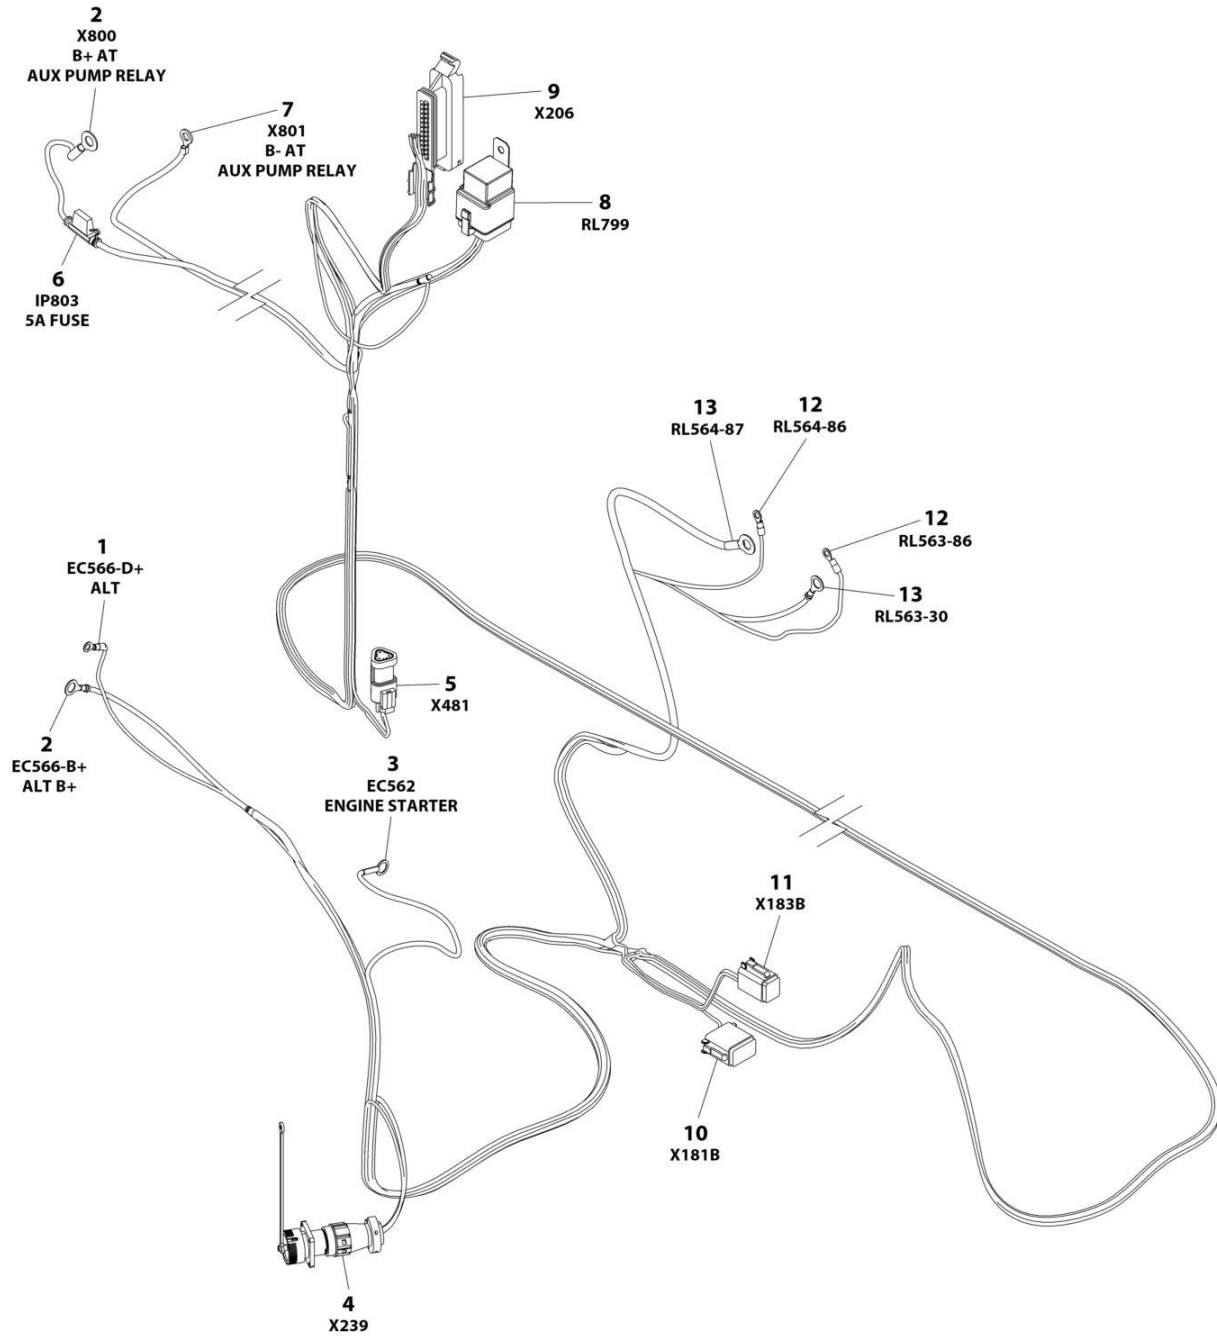 2
X800
B+ AT
AUX PUMP RELAY
7
X801
B- AT
AUX PUMP RELAY
9
X206
8
RL799
6
IP803
5A FUSE
13
RL564-87
12
RL564-86
12
RL563-86
13
RL563-30
1
EC566-D+
ALT
2
EC566-B+
ALT B+
5
X481
3
EC562
ENGINE STARTER
11
X183B
10
X181B
4
X239